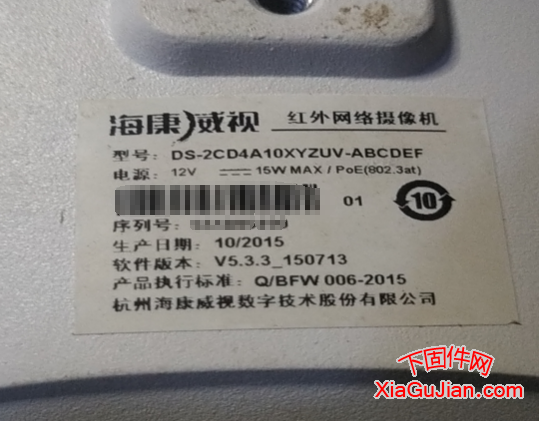 海康威视 红外网络摄像机
型号: DS-2CD4A10XYZUV-ABCDEF
电源: 12V 15W MAX / PoE(802.3at)
01
10
序列号:
生产日期: 10/2015
软件版本: V5.3.3_150713
产品执行标准: Q/BFW 006-2015
杭州海康威视数字技术股份有限公司
下固件网
XiaGuJian.com